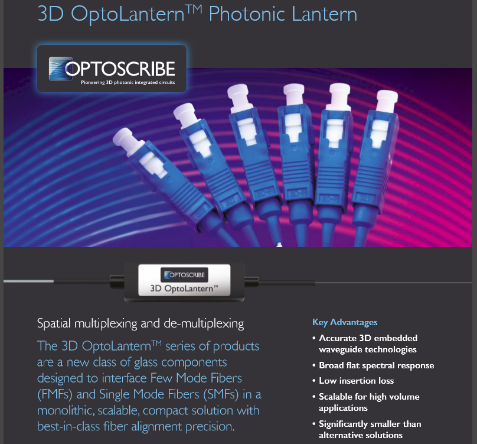 3D OptoLantern™ Photonic Lantern
OPTOSCRIBE
Pioneering 3D photonic integrated circuits
OPTOSCRIBE
3D OptoLantern™
Spatial multiplexing and de-multiplexing
The 3D OptoLantern™ series of products
are a new class of glass components
designed to interface Few Mode Fibers
(FMFs) and Single Mode Fibers (SMFs) in a
monolithic, scalable, compact solution with
best-in-class fiber alignment precision.
Key Advantages
• Accurate 3D embedded
waveguide technologies
• Broad flat spectral response
• Low insertion loss
• Scalable for high volume
applications
• Significantly smaller than
alternative solutions